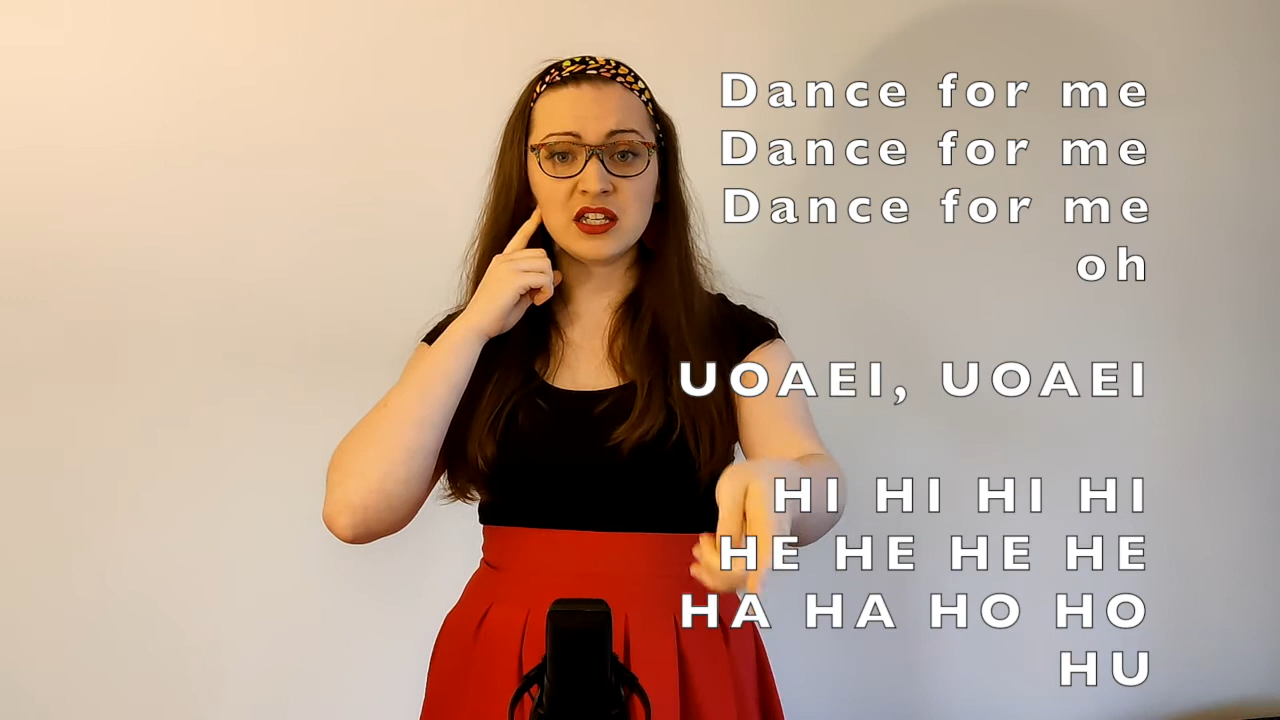 Dance for me
Dance for me
Dance for me
oh
UOAEI, UOAEI
HI HI HI HI
HE HE HE HE
HA HA HO HO
HU